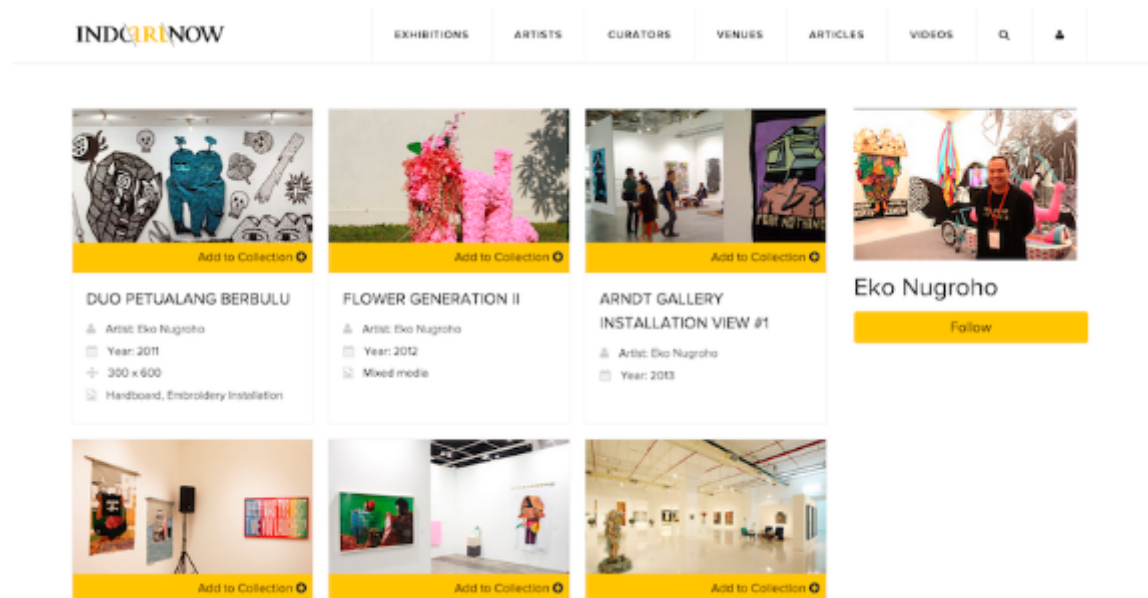 INDOARTNOW
EXHIBITIONS ARTISTS CURATORS VENUES ARTICLES VIDEOS
Add to Collection
DUO PETUALANG BERBULU
Artist: Eko Nugroho
Year: 2011
300 x 600
Hardboard, Embroidery Installation
Add to Collection
FLOWER GENERATION II
Artist: Eko Nugroho
Year: 2012
Mixed media
Add to Collection
ARNDT GALLERY
INSTALLATION VIEW #1
Artist: Eko Nugroho
Year: 2013
Eko Nugroho
Follow
Add to Collection
Add to Collection
Add to Collection